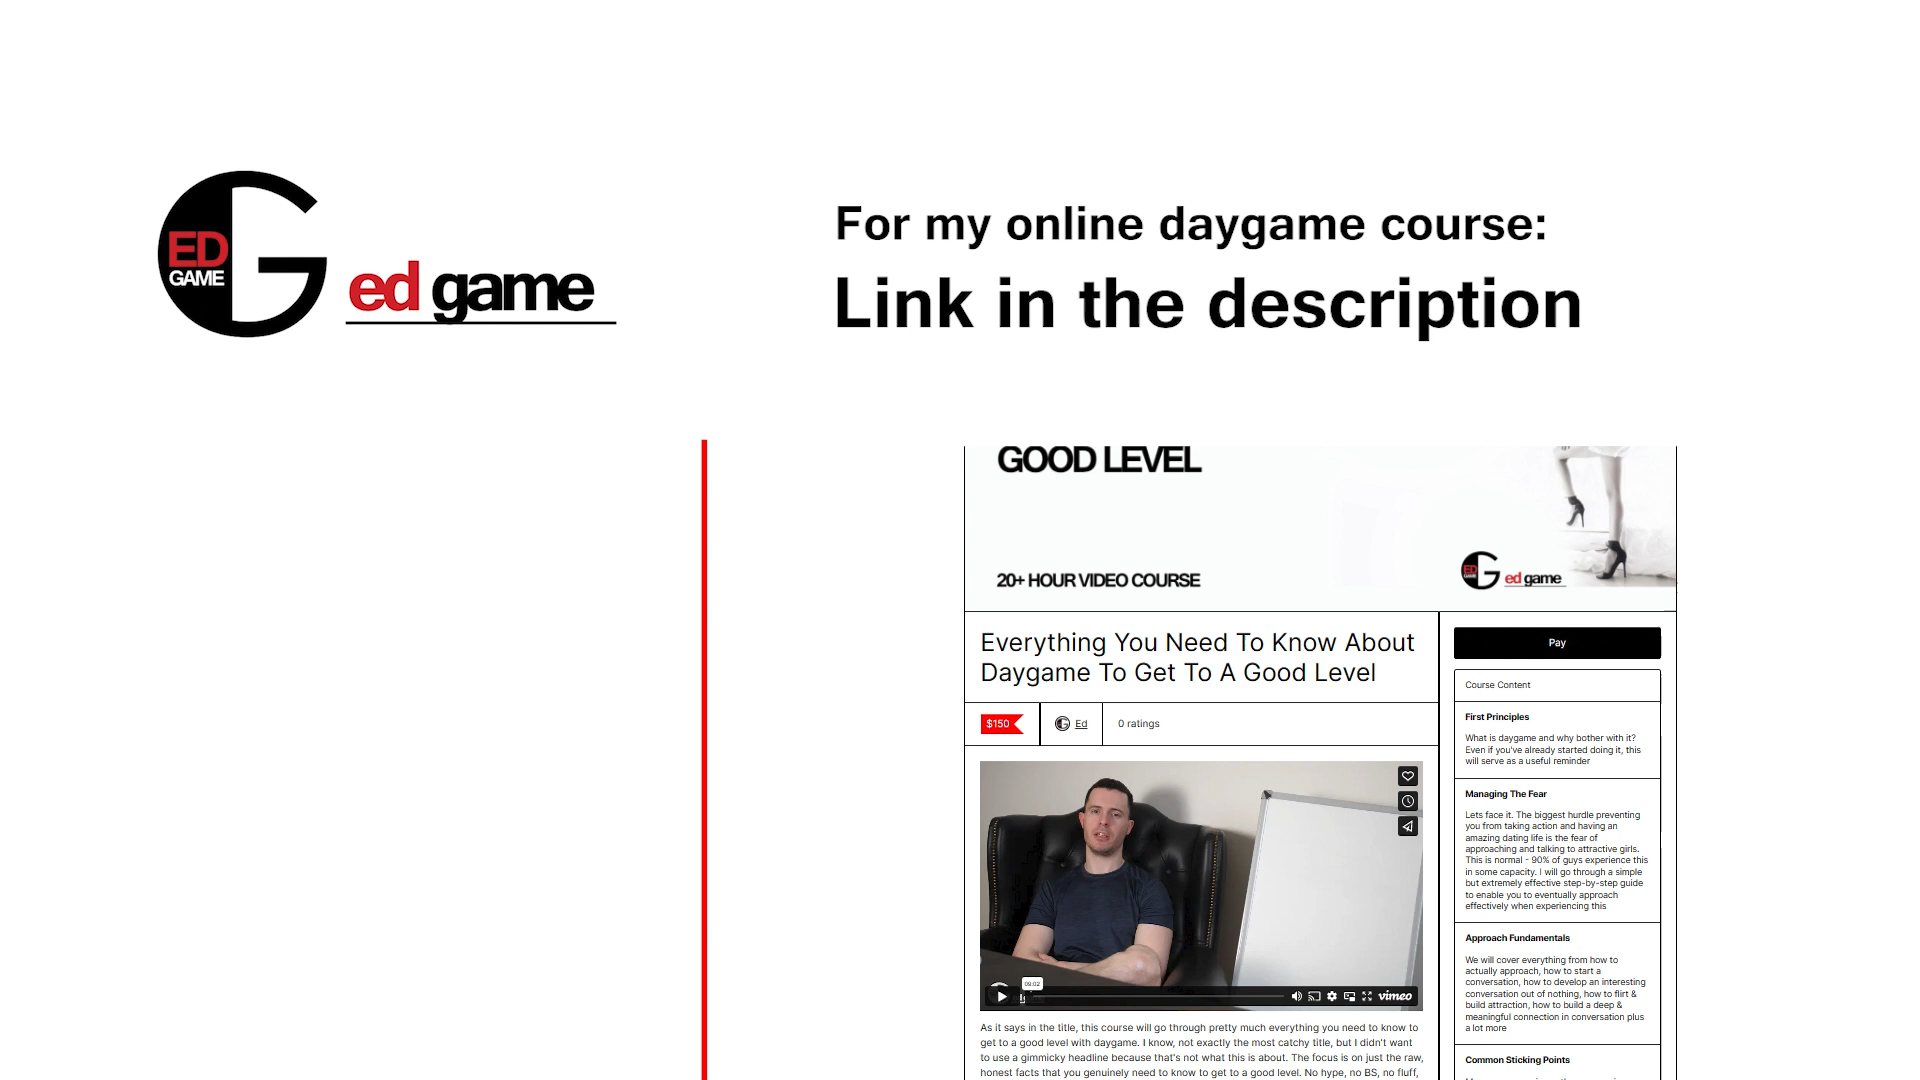 ED
GAME
ed game
For my online daygame course:
Link in the description
GOOD LEVEL
20+ HOUR VIDEO COURSE
ED
GAME
ed game
Everything You Need To Know About
Daygame To Get To A Good Level
$150
Ed
0 ratings
09:02
vimeo
As it says in the title, this course will go through pretty much everything you need to know to
get to a good level with daygame. I know, not exactly the most catchy title, but I didn't want
to use a gimmicky headline because that's not what this is about. The focus is on just the raw,
honest facts that you genuinely need to know to get to a good level. No hype, no BS, no fluff,
Pay
Course Content
First Principles
What is daygame and why bother with it?
Even if you've already started doing it, this
will serve as a useful reminder
Managing The Fear
Lets face it. The biggest hurdle preventing
you from taking action and having an
amazing dating life is the fear of
approaching and talking to attractive girls.
This is normal - 90% of guys experience this
in some capacity. I will go through a simple
but extremely effective step-by-step guide
to enable you to eventually approach
effectively when experiencing this
Approach Fundamentals
We will cover everything from how to
actually approach, how to start a
conversation, how to develop an interesting
conversation out of nothing, how to flirt &
build attraction, how to build a deep &
meaningful connection in conversation plus
a lot more
Common Sticking Points